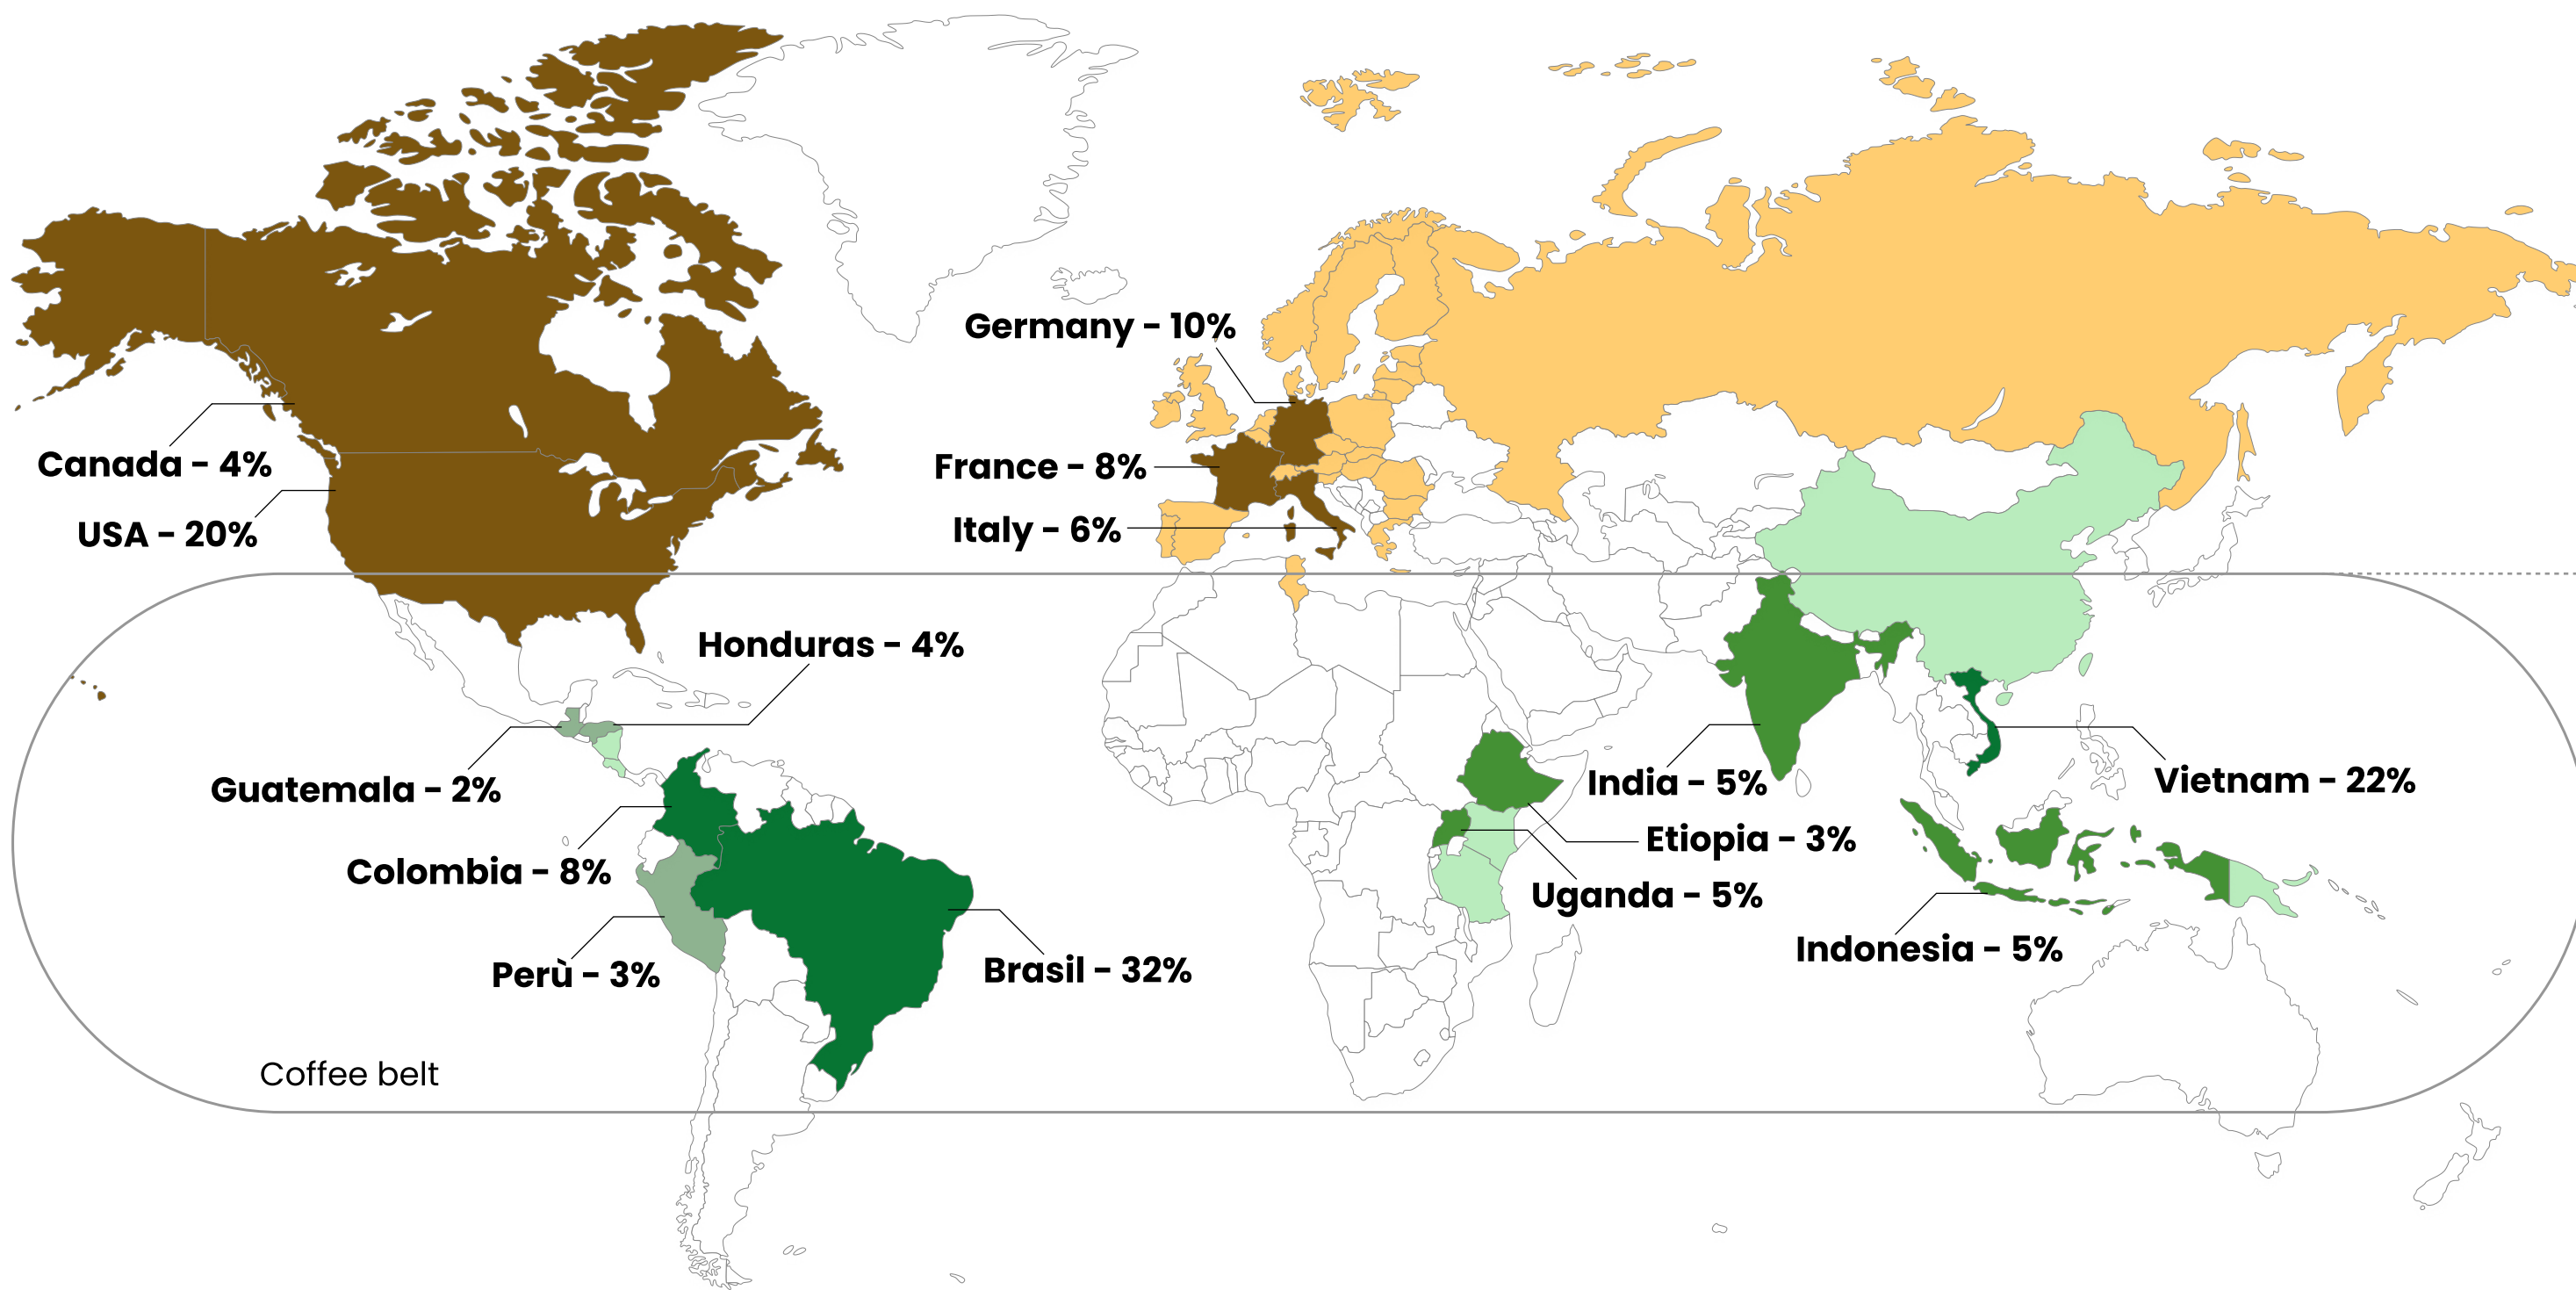 Germany - 10%
Canada - 4%
France - 8%
USA - 20%
Italy - 6%
Honduras - 4%
Guatemala - 2%
India - 5%
Vietnam - 22%
Etiopia - 3%
Colombia - 8%
Uganda - 5%
Indonesia - 5%
Perù - 3%
Brasil - 32%
Coffee belt